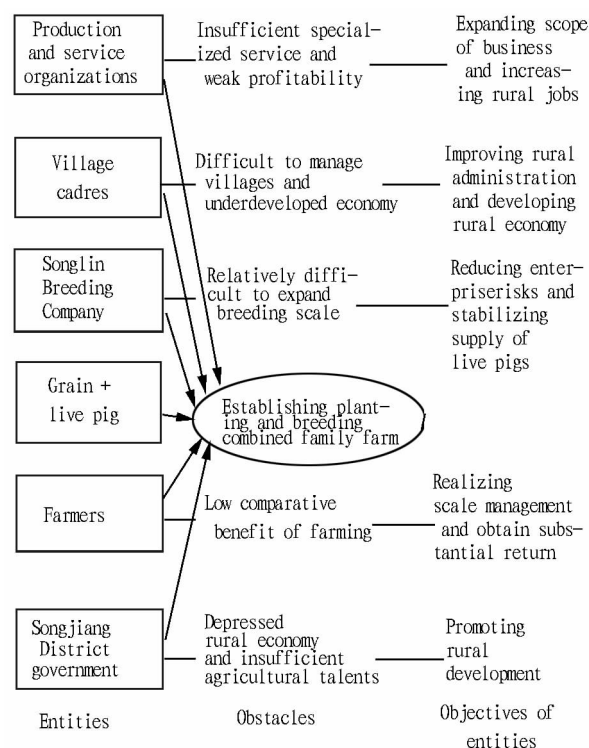 Production
and service
organizations
Insufficient special-
ized service and
weak profitability
Expanding scope
of business
and increas-
ing rural jobs
Village
cadres
Difficult to manage
villages and
underdeveloped economy
Improving rural
administration
and developing
rural economy
Songlin
Breeding
Company
Relatively diffi-
cult to expand
breeding scale
Reducing enter-
priserisks and
stabilizing
supply of
live pigs
Grain +
live pig
Establishing plant-
ing and breeding
combined family farm
Farmers
Low comparative
benefit of farming
Realizing
scale management
and obtain subs-
tantial return
Songjiang
District
government
Depressed
rural economy
and insufficient
agricultural talents
Promoting
rural
development
Entities
Obstacles
Objectives of
entities